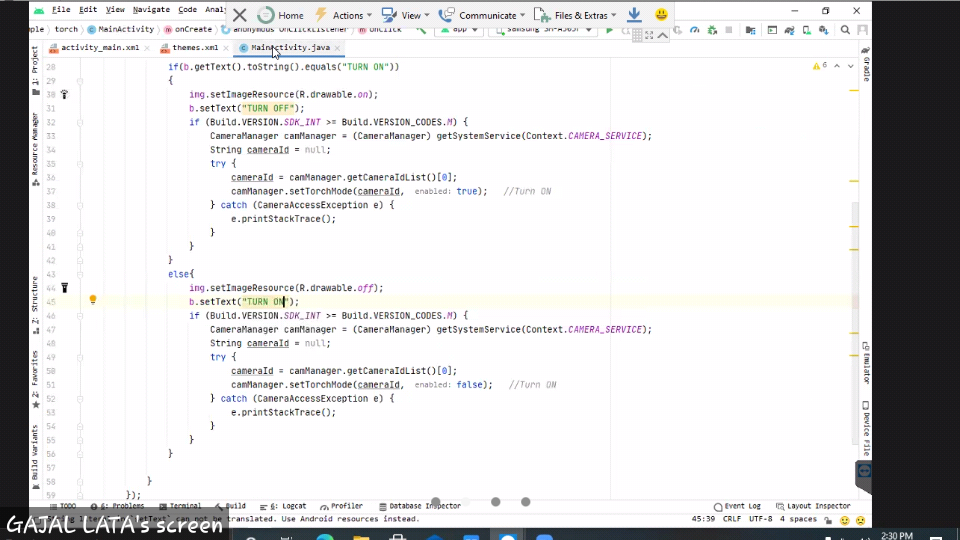 File Edit View Navigate Code Home Actions View Communicate Files & Extras
torch MainActivity onCreate anonymous OnClickListener onClick app Samsung SM-A505F
activity_main.xml themes.xml MainActivity.java
28 if(b.getText().toString().equals("TURN ON")) 6
29 {
30 img.setImageResource(R.drawable.on);
31 b.setText("TURN OFF");
32 if (Build.VERSION.SDK_INT >= Build.VERSION_CODES.M) {
33 CameraManager camManager = (CameraManager) getSystemService(Context.CAMERA_SERVICE);
34 String cameraId = null;
35 try {
36 cameraId = camManager.getCameraIdList()[0];
37 camManager.setTorchMode(cameraId, enabled: true); //Turn ON
38 } catch (CameraAccessException e) {
39 e.printStackTrace();
40 }
41 }
42 }
43 else{
44 img.setImageResource(R.drawable.off);
45 b.setText("TURN ON");
46 if (Build.VERSION.SDK_INT >= Build.VERSION_CODES.M) {
47 CameraManager camManager = (CameraManager) getSystemService(Context.CAMERA_SERVICE);
48 String cameraId = null;
49 try {
50 cameraId = camManager.getCameraIdList()[0];
51 camManager.setTorchMode(cameraId, enabled: false); //Turn ON
52 } catch (CameraAccessException e) {
53 e.printStackTrace();
54 }
55 }
56 }
57
58 }
59 });
1: Project
Resource Manager
Z: Structure
2: Favorites
Build Variants
Gradle
Emulator
Device File
TODO 6: Problems Terminal Build 6: Logcat Profiler Database Inspector Event Log Layout Inspector
can not be translated. Use Android resources instead. 45:39 CRLF UTF-8 4 spaces
GAJAL LATA's screen
2:30 PM